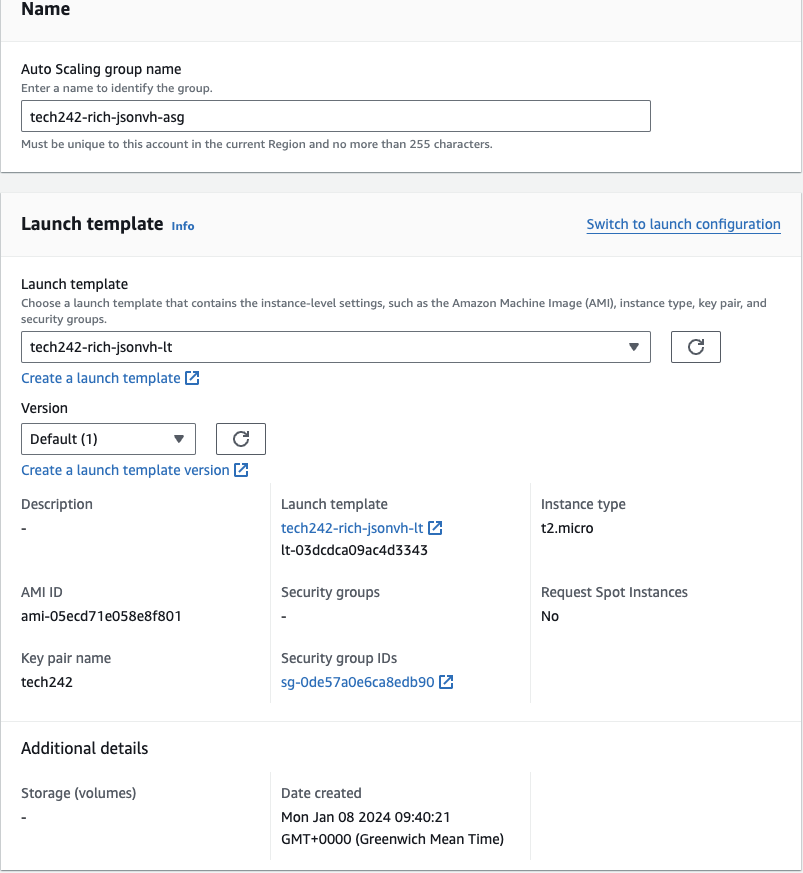 Name
Auto Scaling group name
Enter a name to identify the group.
tech242-rich-jsonvh-asg
Must be unique to this account in the current Region and no more than 255 characters.
Launch template Info
Switch to launch configuration
Launch template
Choose a launch template that contains the instance-level settings, such as the Amazon Machine Image (AMI), instance type, key pair, and
security groups.
tech242-rich-jsonvh-lt
Create a launch template
Version
Default (1)
Create a launch template version
Description
-
Launch template
tech242-rich-jsonvh-lt
lt-03dcdca09ac4d3343
Instance type
t2.micro
AMI ID
ami-05ecd71e058e8f801
Security groups
-
Request Spot Instances
No
Key pair name
tech242
Security group IDs
sg-0de57a0e6ca8edb90
Additional details
Storage (volumes)
-
Date created
Mon Jan 08 2024 09:40:21
GMT+0000 (Greenwich Mean Time)